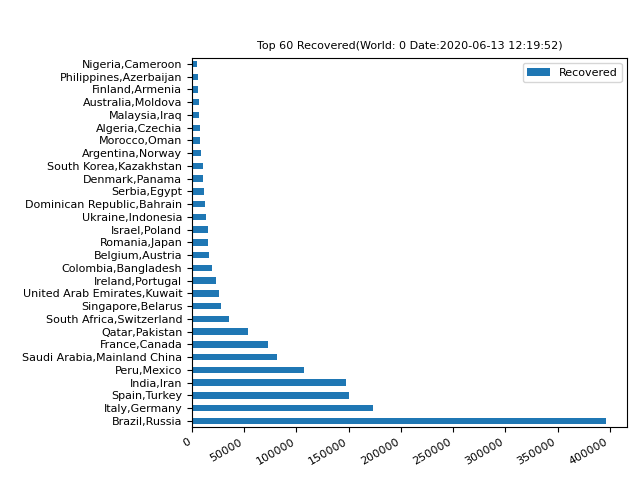 Top 60 Recovered(World: 0 Date:2020-06-13 12:19:52)
Recovered
Nigeria,Cameroon
Philippines,Azerbaijan
Finland,Armenia
Australia,Moldova
Malaysia,Iraq
Algeria,Czechia
Morocco,Oman
Argentina,Norway
South Korea,Kazakhstan
Denmark,Panama
Serbia,Egypt
Dominican Republic,Bahrain
Ukraine,Indonesia
Israel,Poland
Romania,Japan
Belgium,Austria
Colombia,Bangladesh
Ireland,Portugal
United Arab Emirates,Kuwait
Singapore,Belarus
South Africa,Switzerland
Qatar,Pakistan
France,Canada
Saudi Arabia,Mainland China
Peru,Mexico
India,Iran
Spain,Turkey
Italy,Germany
Brazil,Russia
0
50000
100000
150000
200000
250000
300000
350000
400000